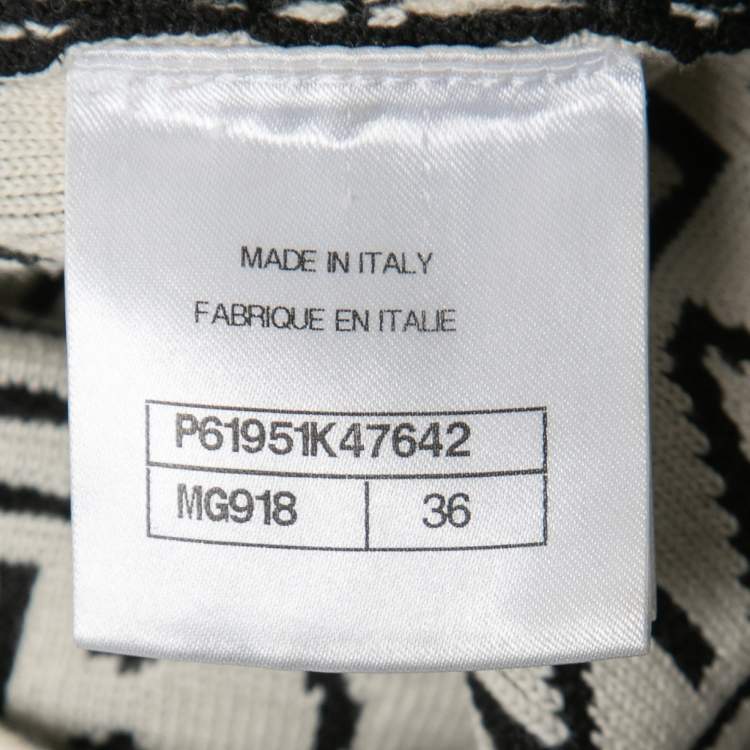 MADE IN ITALY
FABRIQUE EN ITALIE
P61951K47642
MG918 36